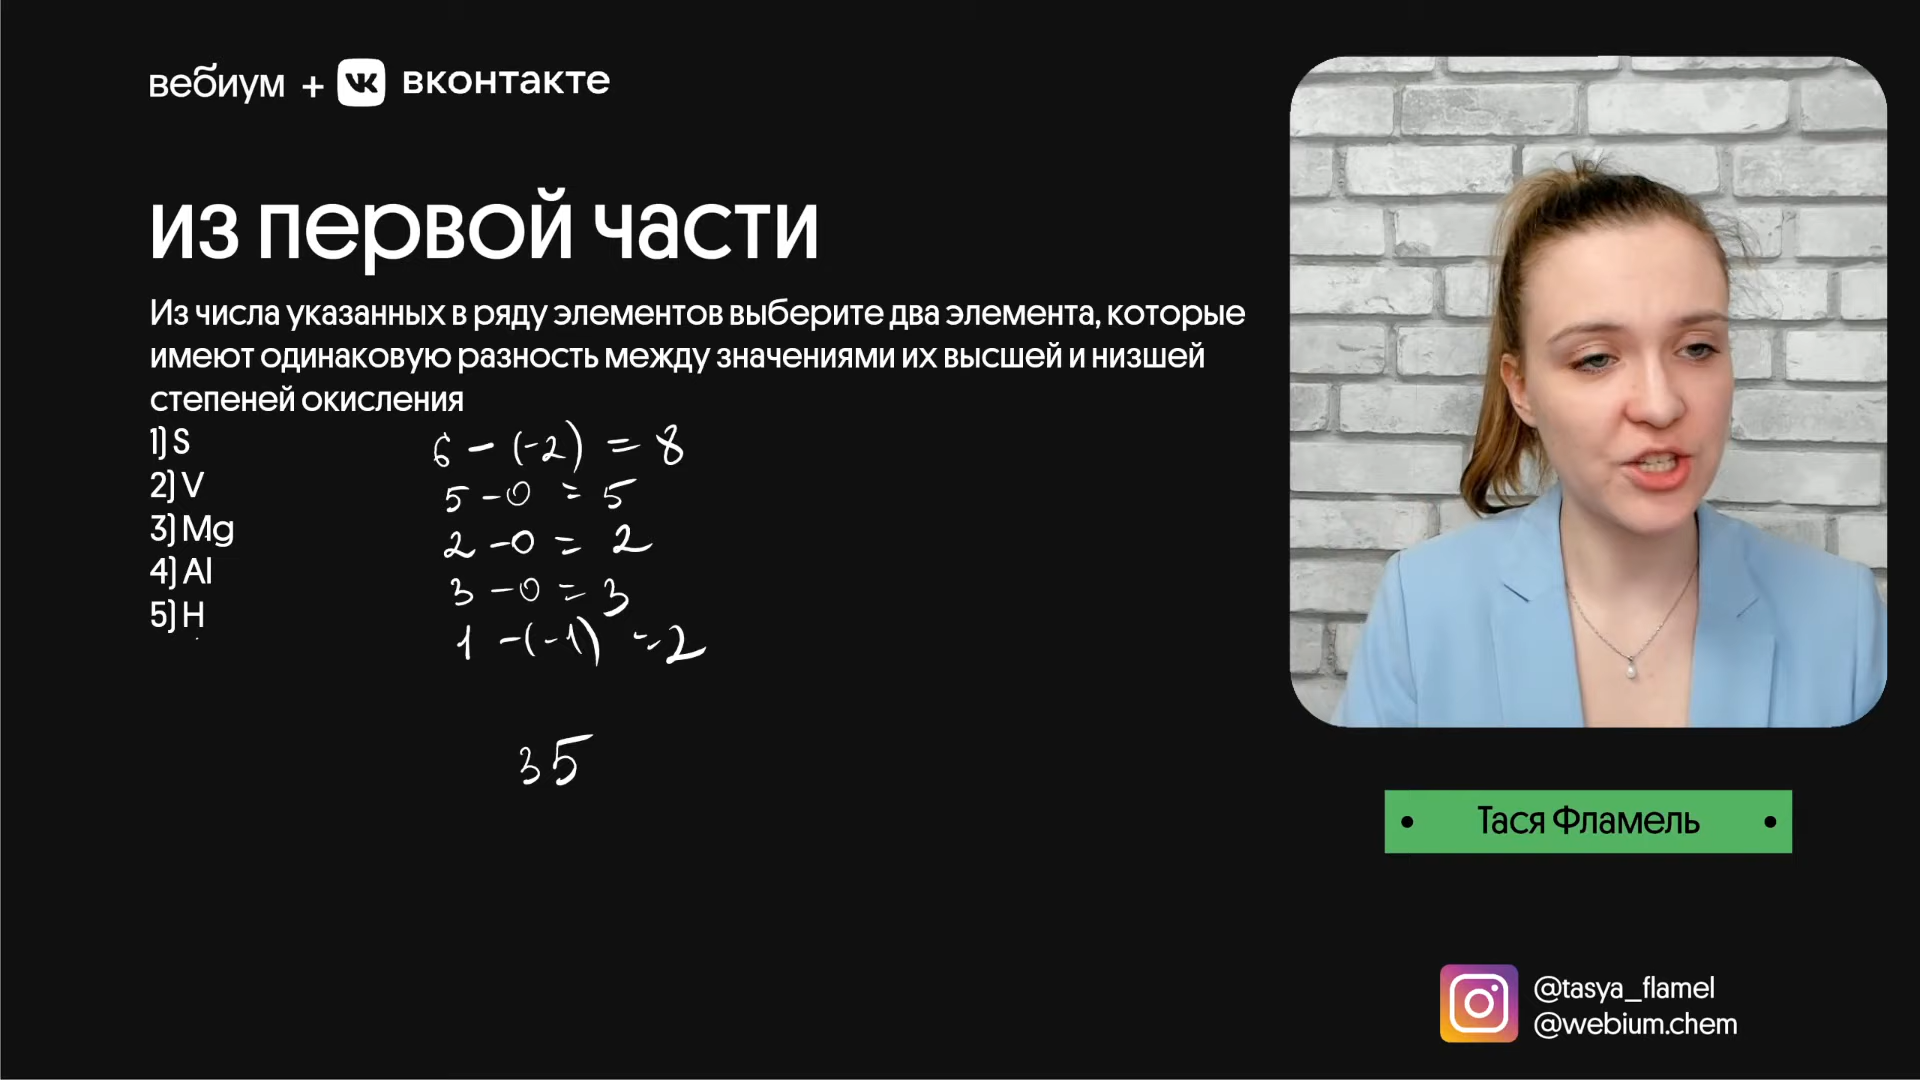 вебиум + вконтакте
из первой части
Из числа указанных в ряду элементов выберите два элемента, которые
имеют одинаковую разность между значениями их высшей и низшей
степеней окисления
1) S 6 - (-2) = 8
2) V 5 - 0 = 5
3) Mg 2 - 0 = 2
4) Al 3 - 0 = 3
5) H 1 - (-1) = 2
35
• Тася Фламель •
@tasya_flamel
@webium.chem